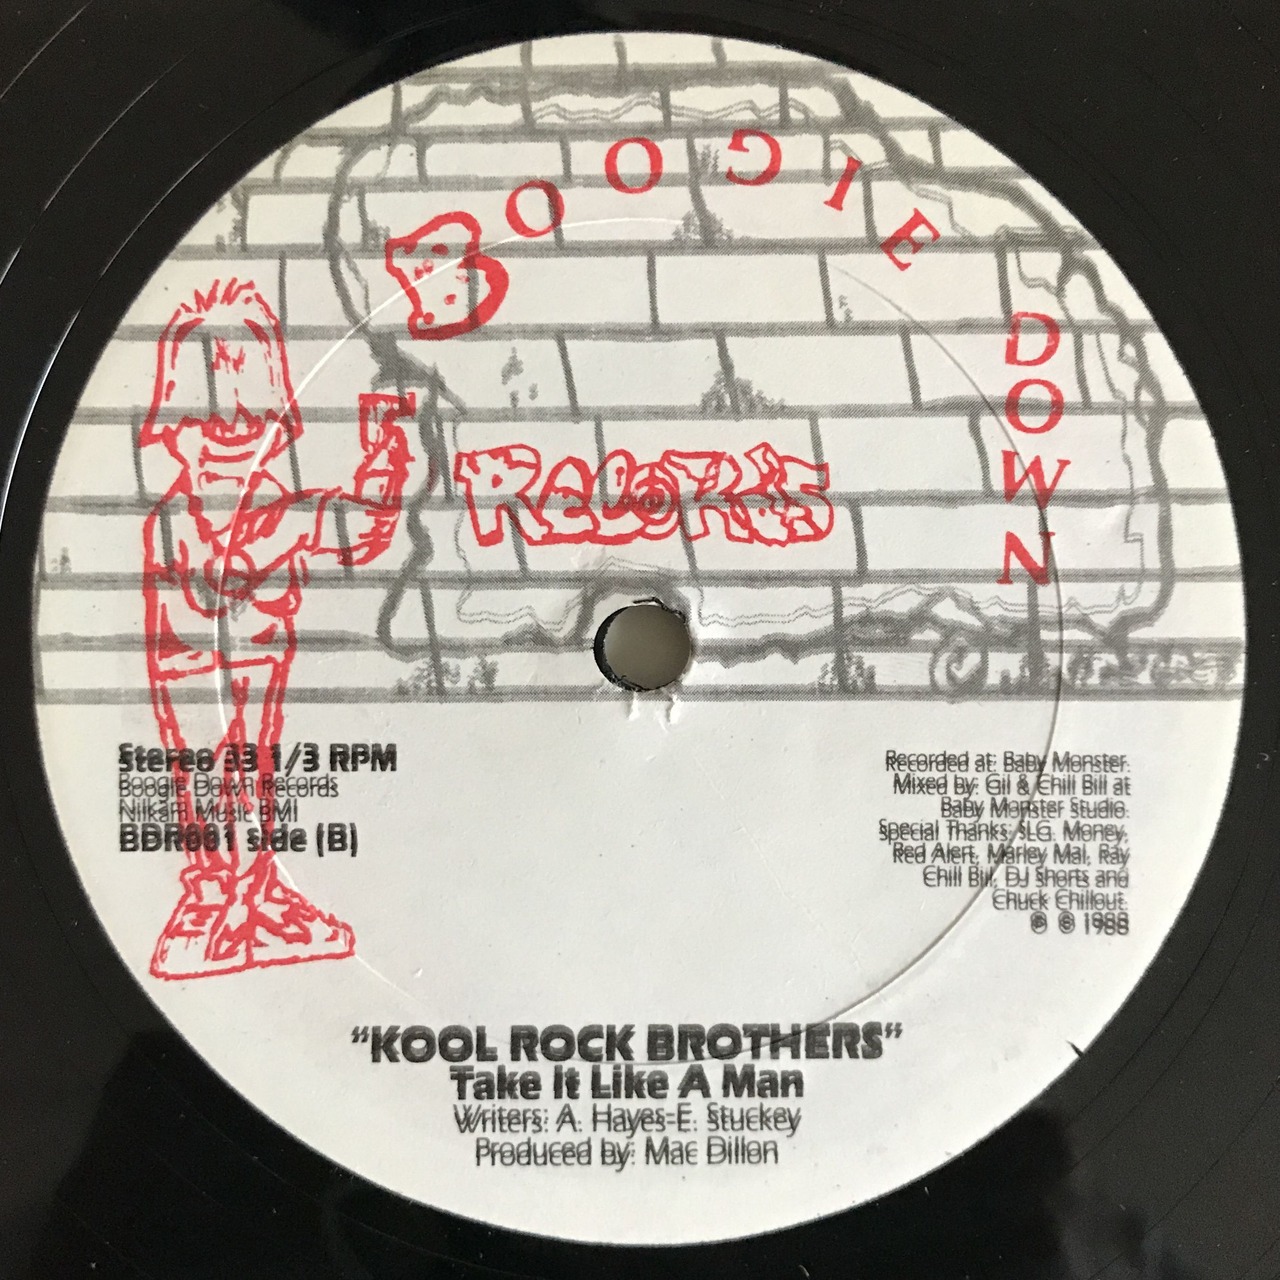 BOOGIE DOWN
RECORDS
Stereo 33 1/3 RPM
Boogie Down Records
Nilkam Music BMI
BDR001 side (B)
Recorded at: Baby Monster.
Mixed by: Gil & Chill Bill at
Baby Monster Studio.
Special Thanks: SLG. Money,
Red Alert, Marley Mal, Ray
Chill Bill, DJ Shorts and
Chuck Chillout.
℗ © 1988
“KOOL ROCK BROTHERS“
Take It Like A Man
Writers: A. Hayes-E. Stuckey
Produced by: Mac Dillon